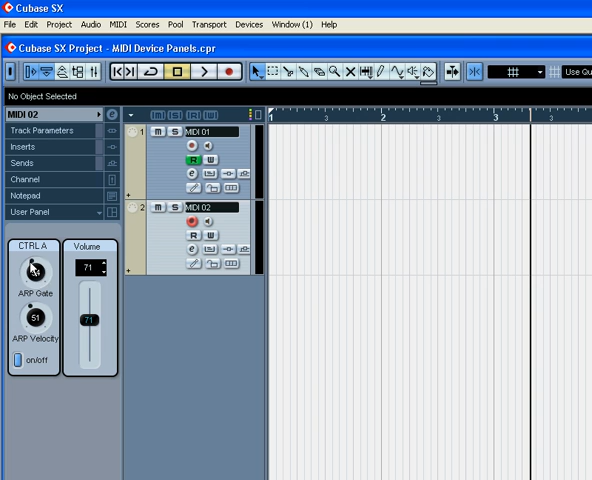 Cubase SX
File Edit Project Audio MIDI Scores Pool Transport Devices Window (1) Help
Cubase SX Project - MIDI Device Panels.cpr
Use Qu
No Object Selected
MIDI 02
Track Parameters
Inserts
Sends
Channel
Notepad
User Panel
1 3 2 3 3 3
1 M S MIDI 01
R W
e
2 M S MIDI 02
R W
e
CTRL A
ARP Gate
51
ARP Velocity
on/off
Volume
71
71